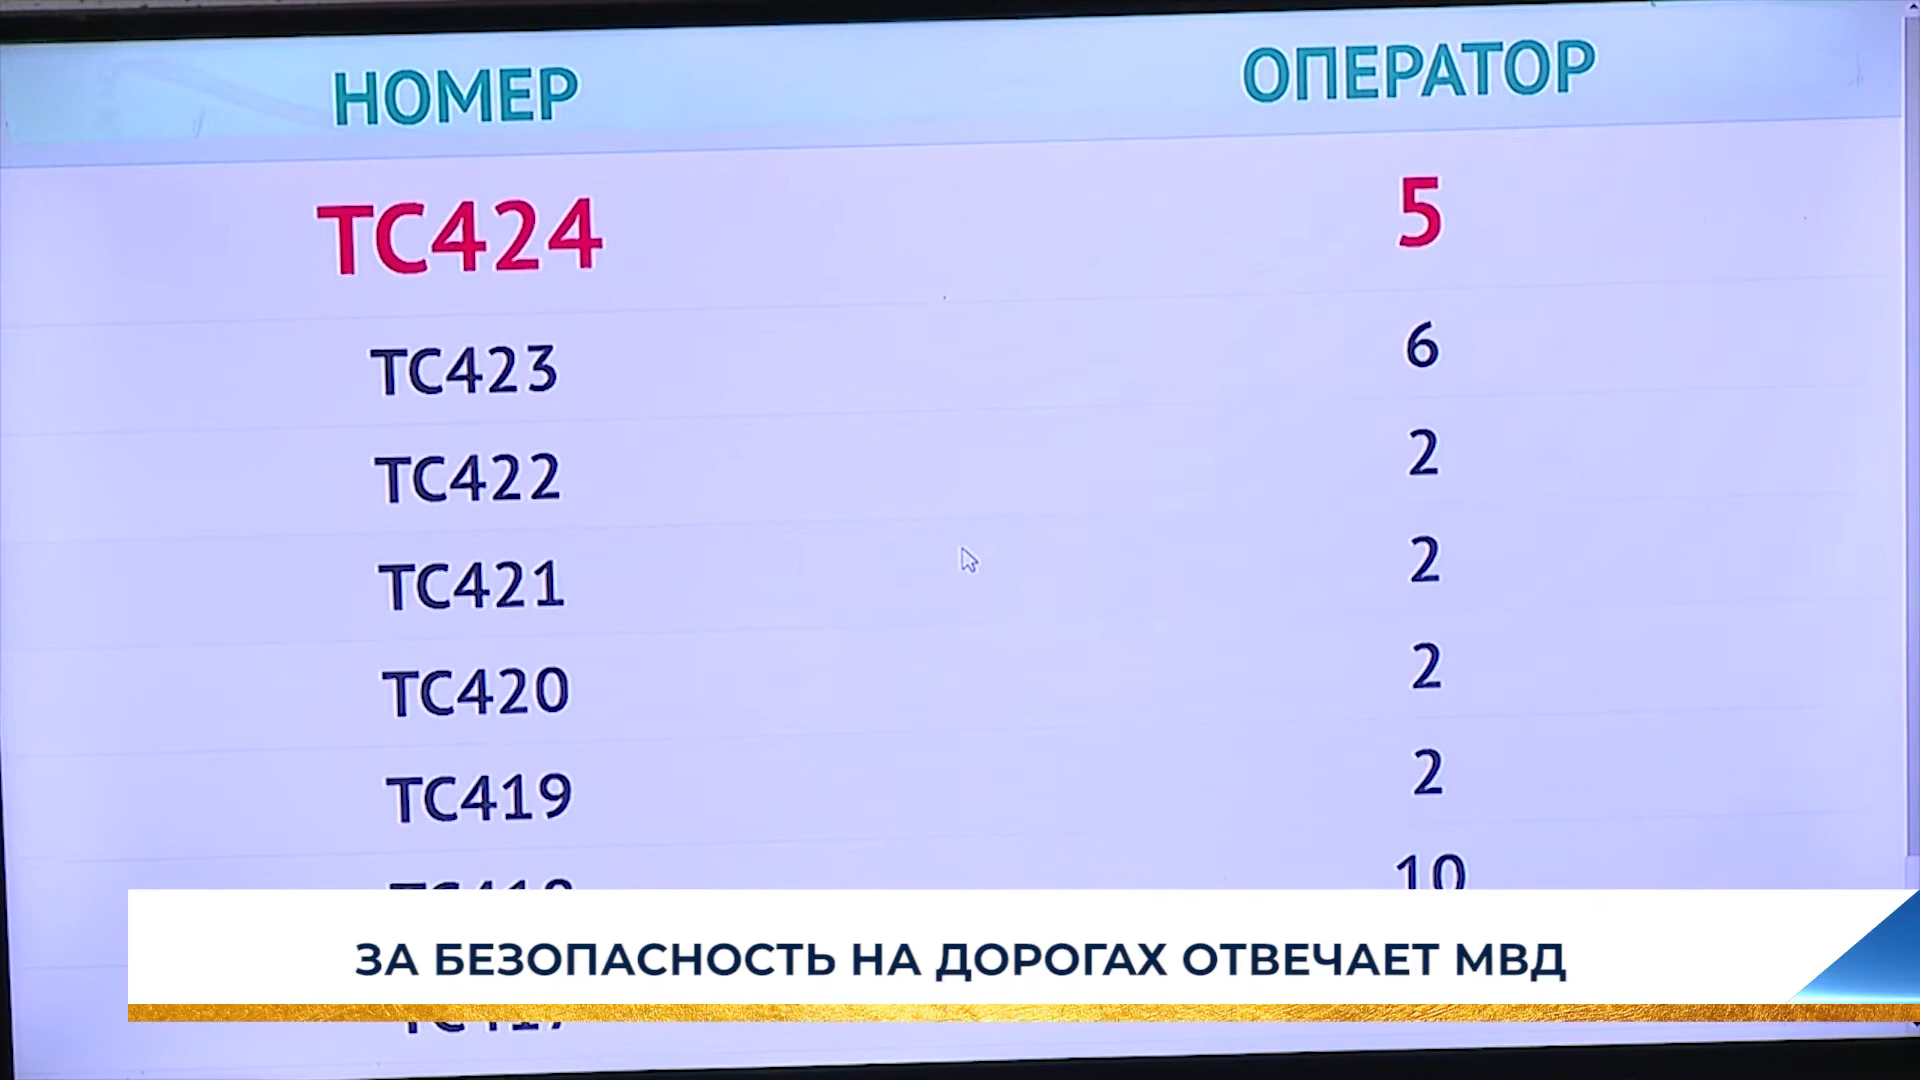 НОМЕР ОПЕРАТОР
ТС424 5
ТС423 6
ТС422 2
ТС421 2
ТС420 2
ТС419 2
10
ЗА БЕЗОПАСНОСТЬ НА ДОРОГАХ ОТВЕЧАЕТ МВД